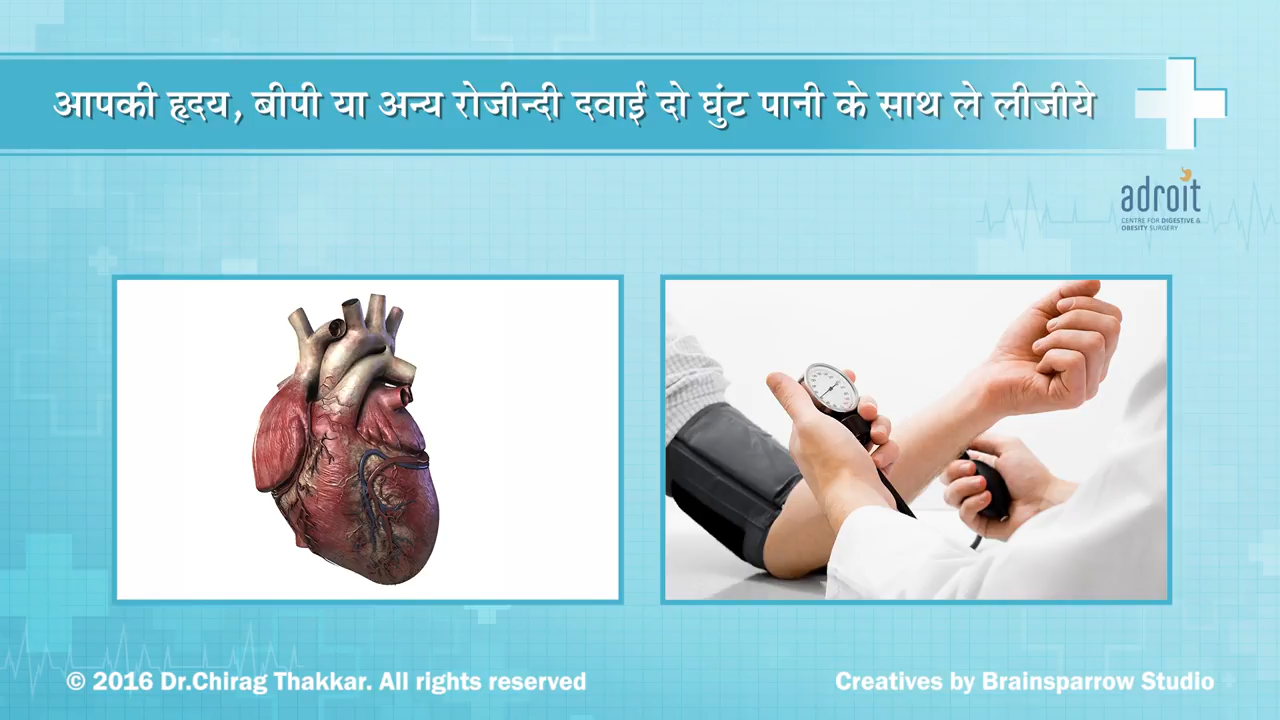 आपकी हृदय, बीपी या अन्य रोजीन्दी दवाई दो घुंट पानी के साथ ले लीजीये
adroit
CENTRE FOR DIGESTIVE &
OBESITY SURGERY
© 2016 Dr.Chirag Thakkar. All rights reserved
Creatives by Brainsparrow Studio